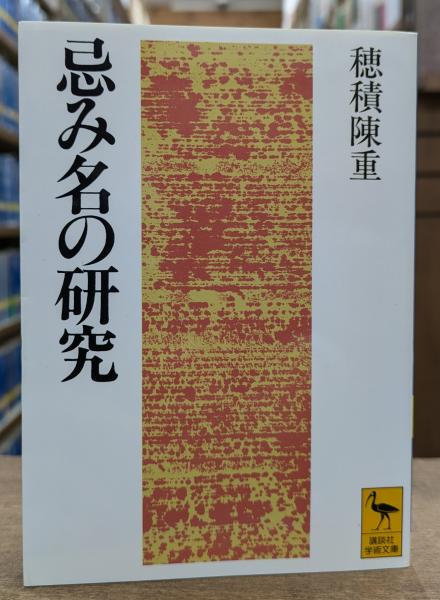 穂積陳重
忌み名の研究
講談社
学術文庫